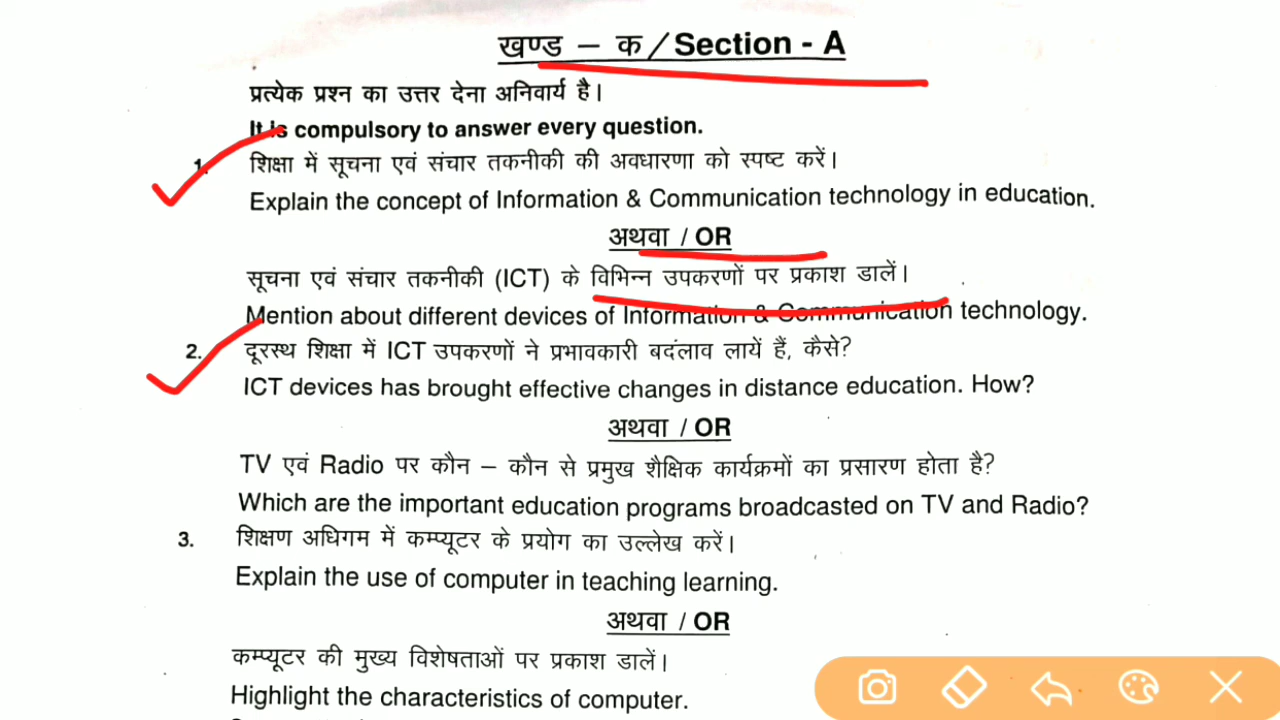 खण्ड – क / Section - A
प्रत्येक प्रश्न का उत्तर देना अनिवार्य है।
It is compulsory to answer every question.
1. शिक्षा में सूचना एवं संचार तकनीकी की अवधारणा को स्पष्ट करें।
Explain the concept of Information & Communication technology in education.
अथवा / OR
सूचना एवं संचार तकनीकी (ICT) के विभिन्न उपकरणों पर प्रकाश डालें।
Mention about different devices of Information & Communication technology.
2. दूरस्थ शिक्षा में ICT उपकरणों ने प्रभावकारी बदंलाव लायें हैं, कैसे?
ICT devices has brought effective changes in distance education. How?
अथवा / OR
TV एवं Radio पर कौन – कौन से प्रमुख शैक्षिक कार्यक्रमों का प्रसारण होता है?
Which are the important education programs broadcasted on TV and Radio?
3. शिक्षण अधिगम में कम्प्यूटर के प्रयोग का उल्लेख करें।
Explain the use of computer in teaching learning.
अथवा / OR
कम्प्यूटर की मुख्य विशेषताओं पर प्रकाश डालें।
Highlight the characteristics of computer.